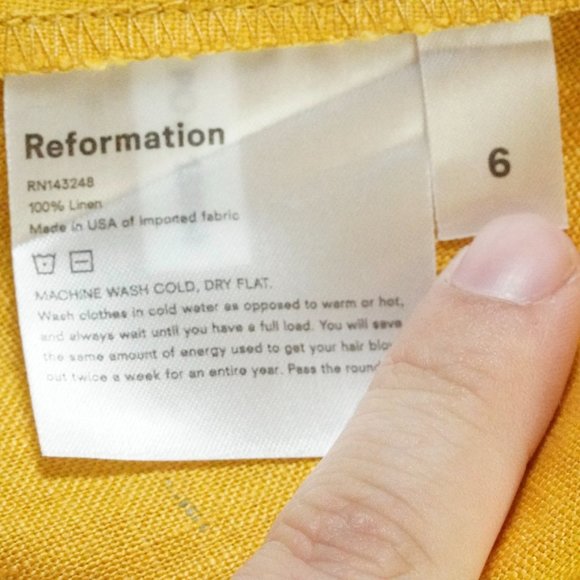 Reformation
6
RN143248
100% Linen
Made in USA of imported fabric
MACHINE WASH COLD, DRY FLAT.
Wash clothes in cold water as opposed to warm or hot,
and always wait until you have a full load. You will save
the same amount of energy used to get your hair
out twice a week for an entire year. Pass the